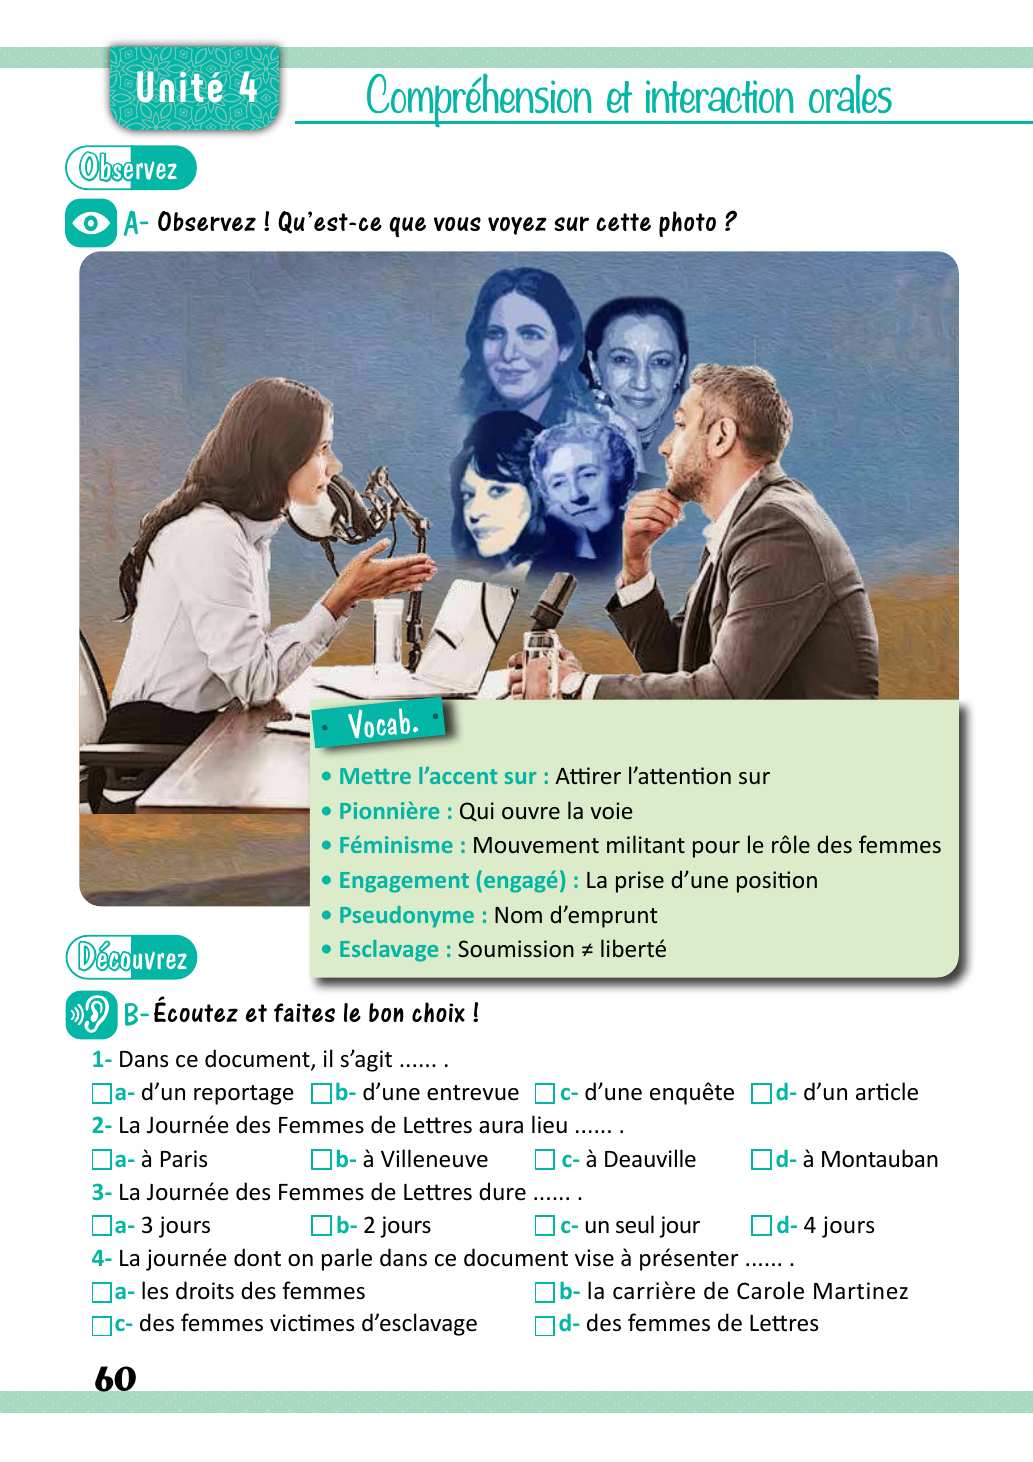 Unité 4
Compréhension et interaction orales
Observez
A- Observez ! Qu'est-ce que vous voyez sur cette photo ?
Vocab.
• Mettre l'accent sur : Attirer l'attention sur
• Pionnière : Qui ouvre la voie
• Féminisme : Mouvement militant pour le rôle des femmes
• Engagement (engagé) : La prise d'une position
• Pseudonyme : Nom d'emprunt
• Esclavage : Soumission ≠ liberté
Découvrez
B- Écoutez et faites le bon choix !
1- Dans ce document, il s'agit ...... .
a- d'un reportage b- d'une entrevue c- d'une enquête d- d'un article
2- La Journée des Femmes de Lettres aura lieu ...... .
a- à Paris b- à Villeneuve c- à Deauville d- à Montauban
3- La Journée des Femmes de Lettres dure ...... .
a- 3 jours b- 2 jours c- un seul jour d- 4 jours
4- La journée dont on parle dans ce document vise à présenter ...... .
a- les droits des femmes b- la carrière de Carole Martinez
c- des femmes victimes d'esclavage d- des femmes de Lettres
60